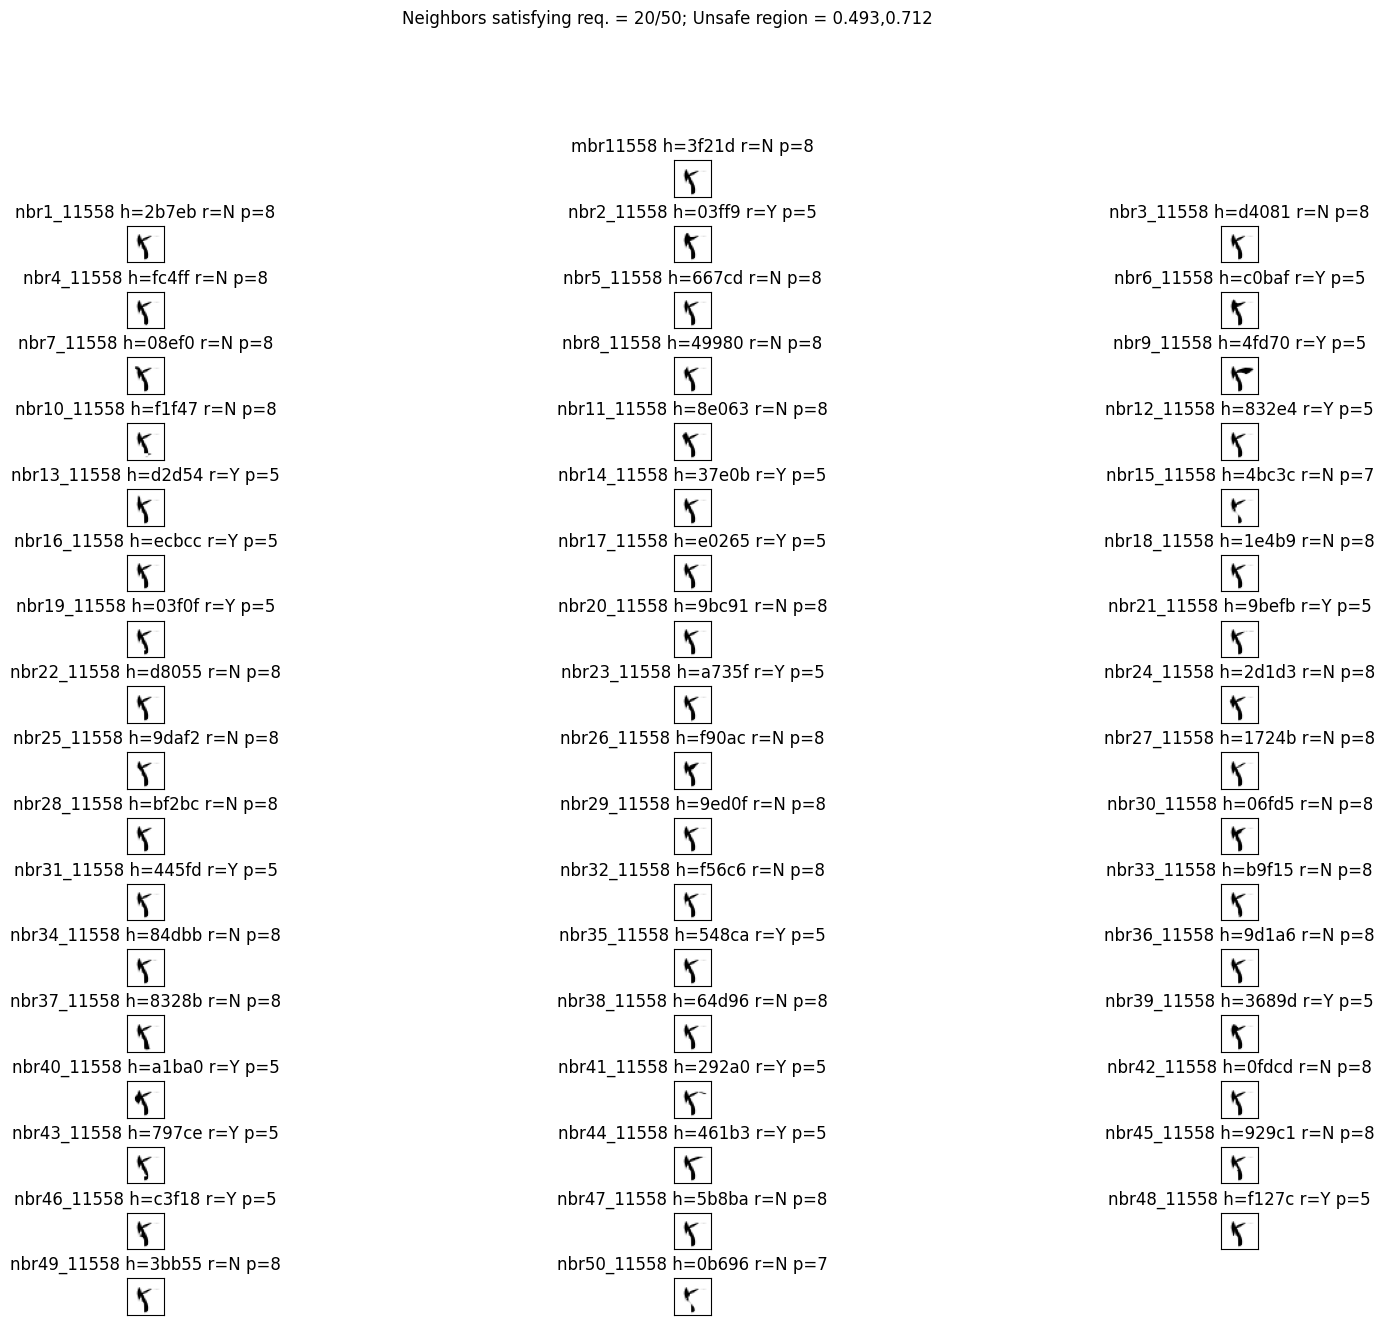 Neighbors satisfying req. = 20/50; Unsafe region = 0.493,0.712
mbr11558 h=3f21d r=N p=8
nbr1_11558 h=2b7eb r=N p=8 nbr2_11558 h=03ff9 r=Y p=5 nbr3_11558 h=d4081 r=N p=8
nbr4_11558 h=fc4ff r=N p=8 nbr5_11558 h=667cd r=N p=8 nbr6_11558 h=c0baf r=Y p=5
nbr7_11558 h=08ef0 r=N p=8 nbr8_11558 h=49980 r=N p=8 nbr9_11558 h=4fd70 r=Y p=5
nbr10_11558 h=f1f47 r=N p=8 nbr11_11558 h=8e063 r=N p=8 nbr12_11558 h=832e4 r=Y p=5
nbr13_11558 h=d2d54 r=Y p=5 nbr14_11558 h=37e0b r=Y p=5 nbr15_11558 h=4bc3c r=N p=7
nbr16_11558 h=ecbcc r=Y p=5 nbr17_11558 h=e0265 r=Y p=5 nbr18_11558 h=1e4b9 r=N p=8
nbr19_11558 h=03f0f r=Y p=5 nbr20_11558 h=9bc91 r=N p=8 nbr21_11558 h=9befb r=Y p=5
nbr22_11558 h=d8055 r=N p=8 nbr23_11558 h=a735f r=Y p=5 nbr24_11558 h=2d1d3 r=N p=8
nbr25_11558 h=9daf2 r=N p=8 nbr26_11558 h=f90ac r=N p=8 nbr27_11558 h=1724b r=N p=8
nbr28_11558 h=bf2bc r=N p=8 nbr29_11558 h=9ed0f r=N p=8 nbr30_11558 h=06fd5 r=N p=8
nbr31_11558 h=445fd r=Y p=5 nbr32_11558 h=f56c6 r=N p=8 nbr33_11558 h=b9f15 r=N p=8
nbr34_11558 h=84dbb r=N p=8 nbr35_11558 h=548ca r=Y p=5 nbr36_11558 h=9d1a6 r=N p=8
nbr37_11558 h=8328b r=N p=8 nbr38_11558 h=64d96 r=N p=8 nbr39_11558 h=3689d r=Y p=5
nbr40_11558 h=a1ba0 r=Y p=5 nbr41_11558 h=292a0 r=Y p=5 nbr42_11558 h=0fdcd r=N p=8
nbr43_11558 h=797ce r=Y p=5 nbr44_11558 h=461b3 r=Y p=5 nbr45_11558 h=929c1 r=N p=8
nbr46_11558 h=c3f18 r=Y p=5 nbr47_11558 h=5b8ba r=N p=8 nbr48_11558 h=f127c r=Y p=5
nbr49_11558 h=3bb55 r=N p=8 nbr50_11558 h=0b696 r=N p=7